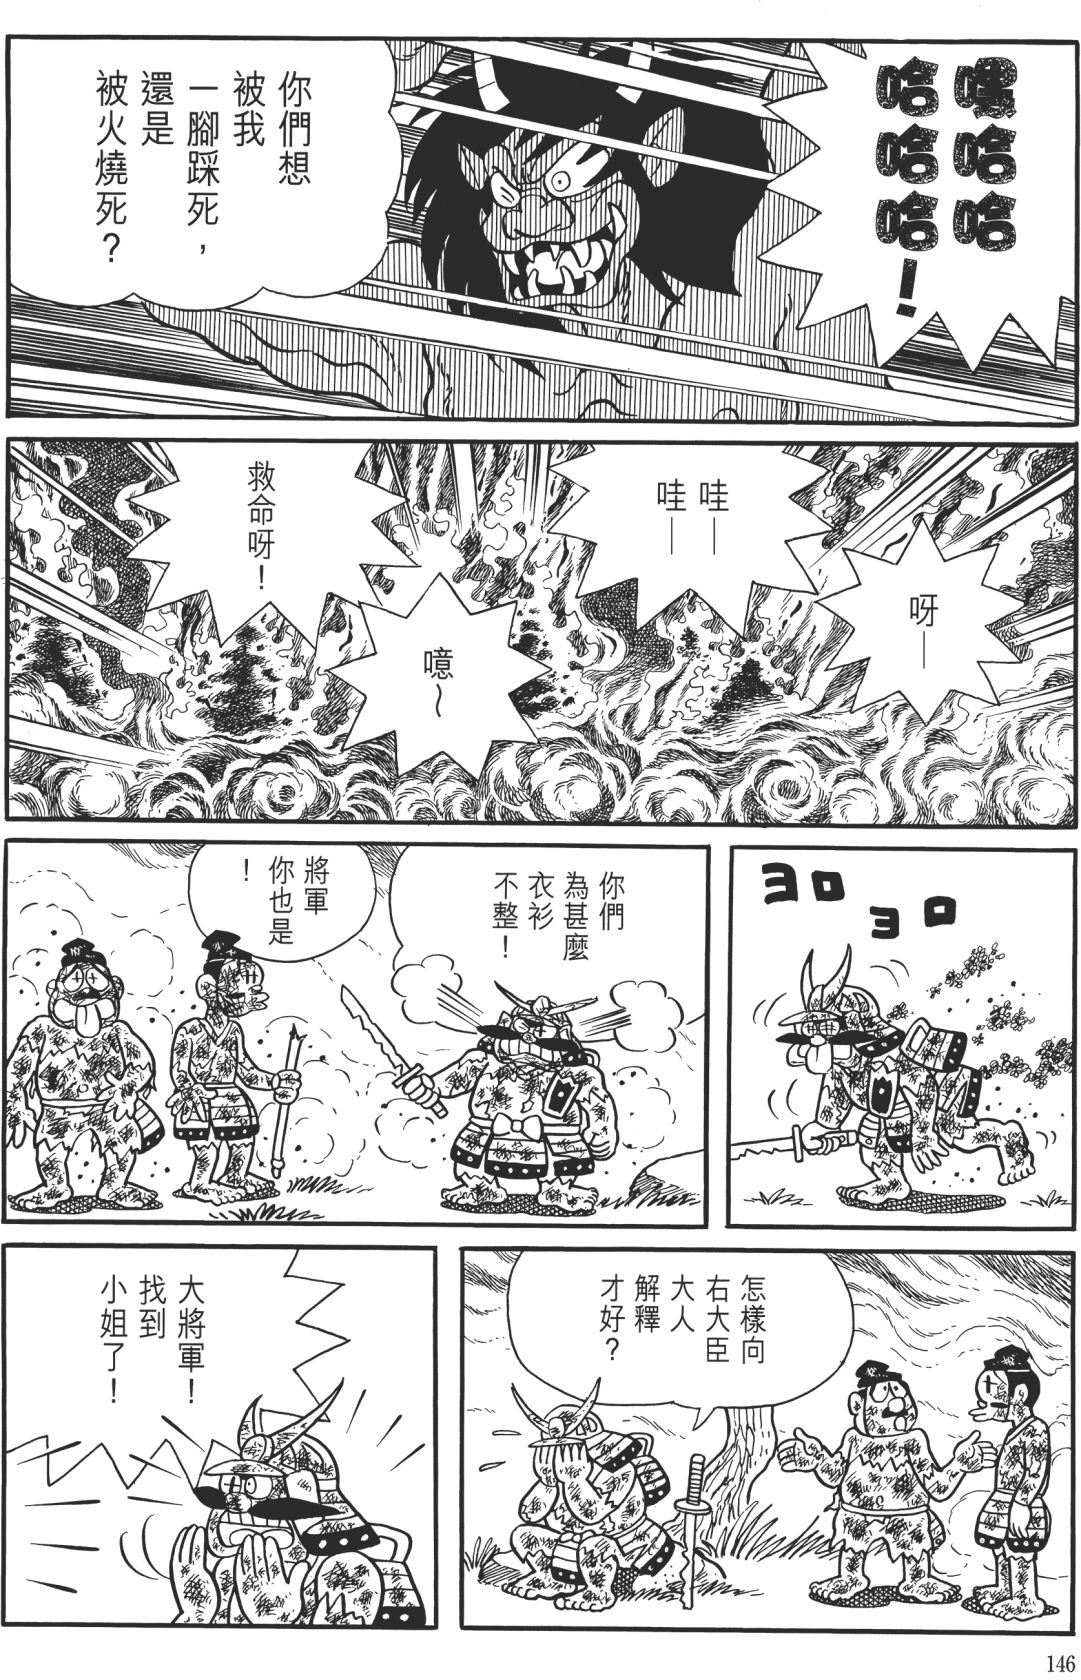 哈哈
哈哈哈！
你們想
被我
一腳踩死，
還是
被火燒死？
呀—
哇—
哇—
噫～
救命呀！
ヨロ
ヨロ
你們
為甚麼
衣衫
不整！
將軍
你也是
！
怎樣向
右大臣
大人
解釋
才好？
大將軍！
找到
小姐了！
146